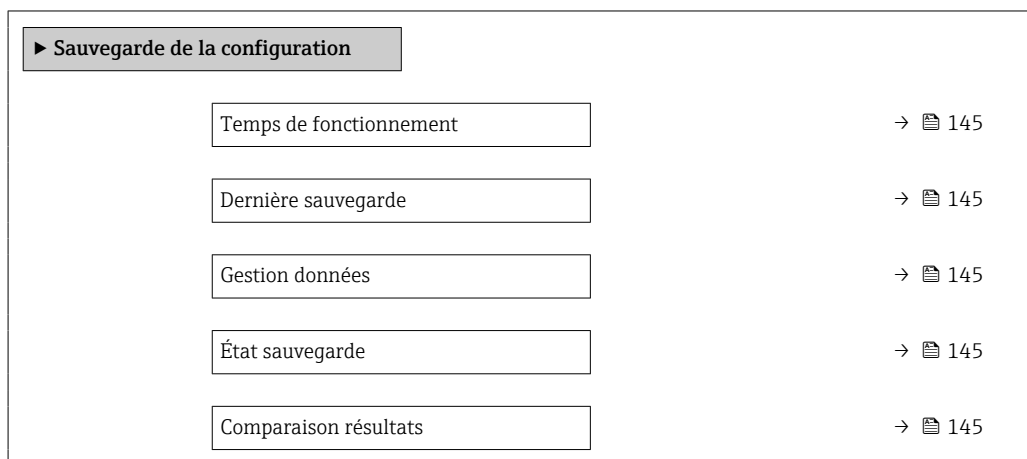 ▶ Sauvegarde de la configuration
Temps de fonctionnement → 145
Dernière sauvegarde → 145
Gestion données → 145
État sauvegarde → 145
Comparaison résultats → 145